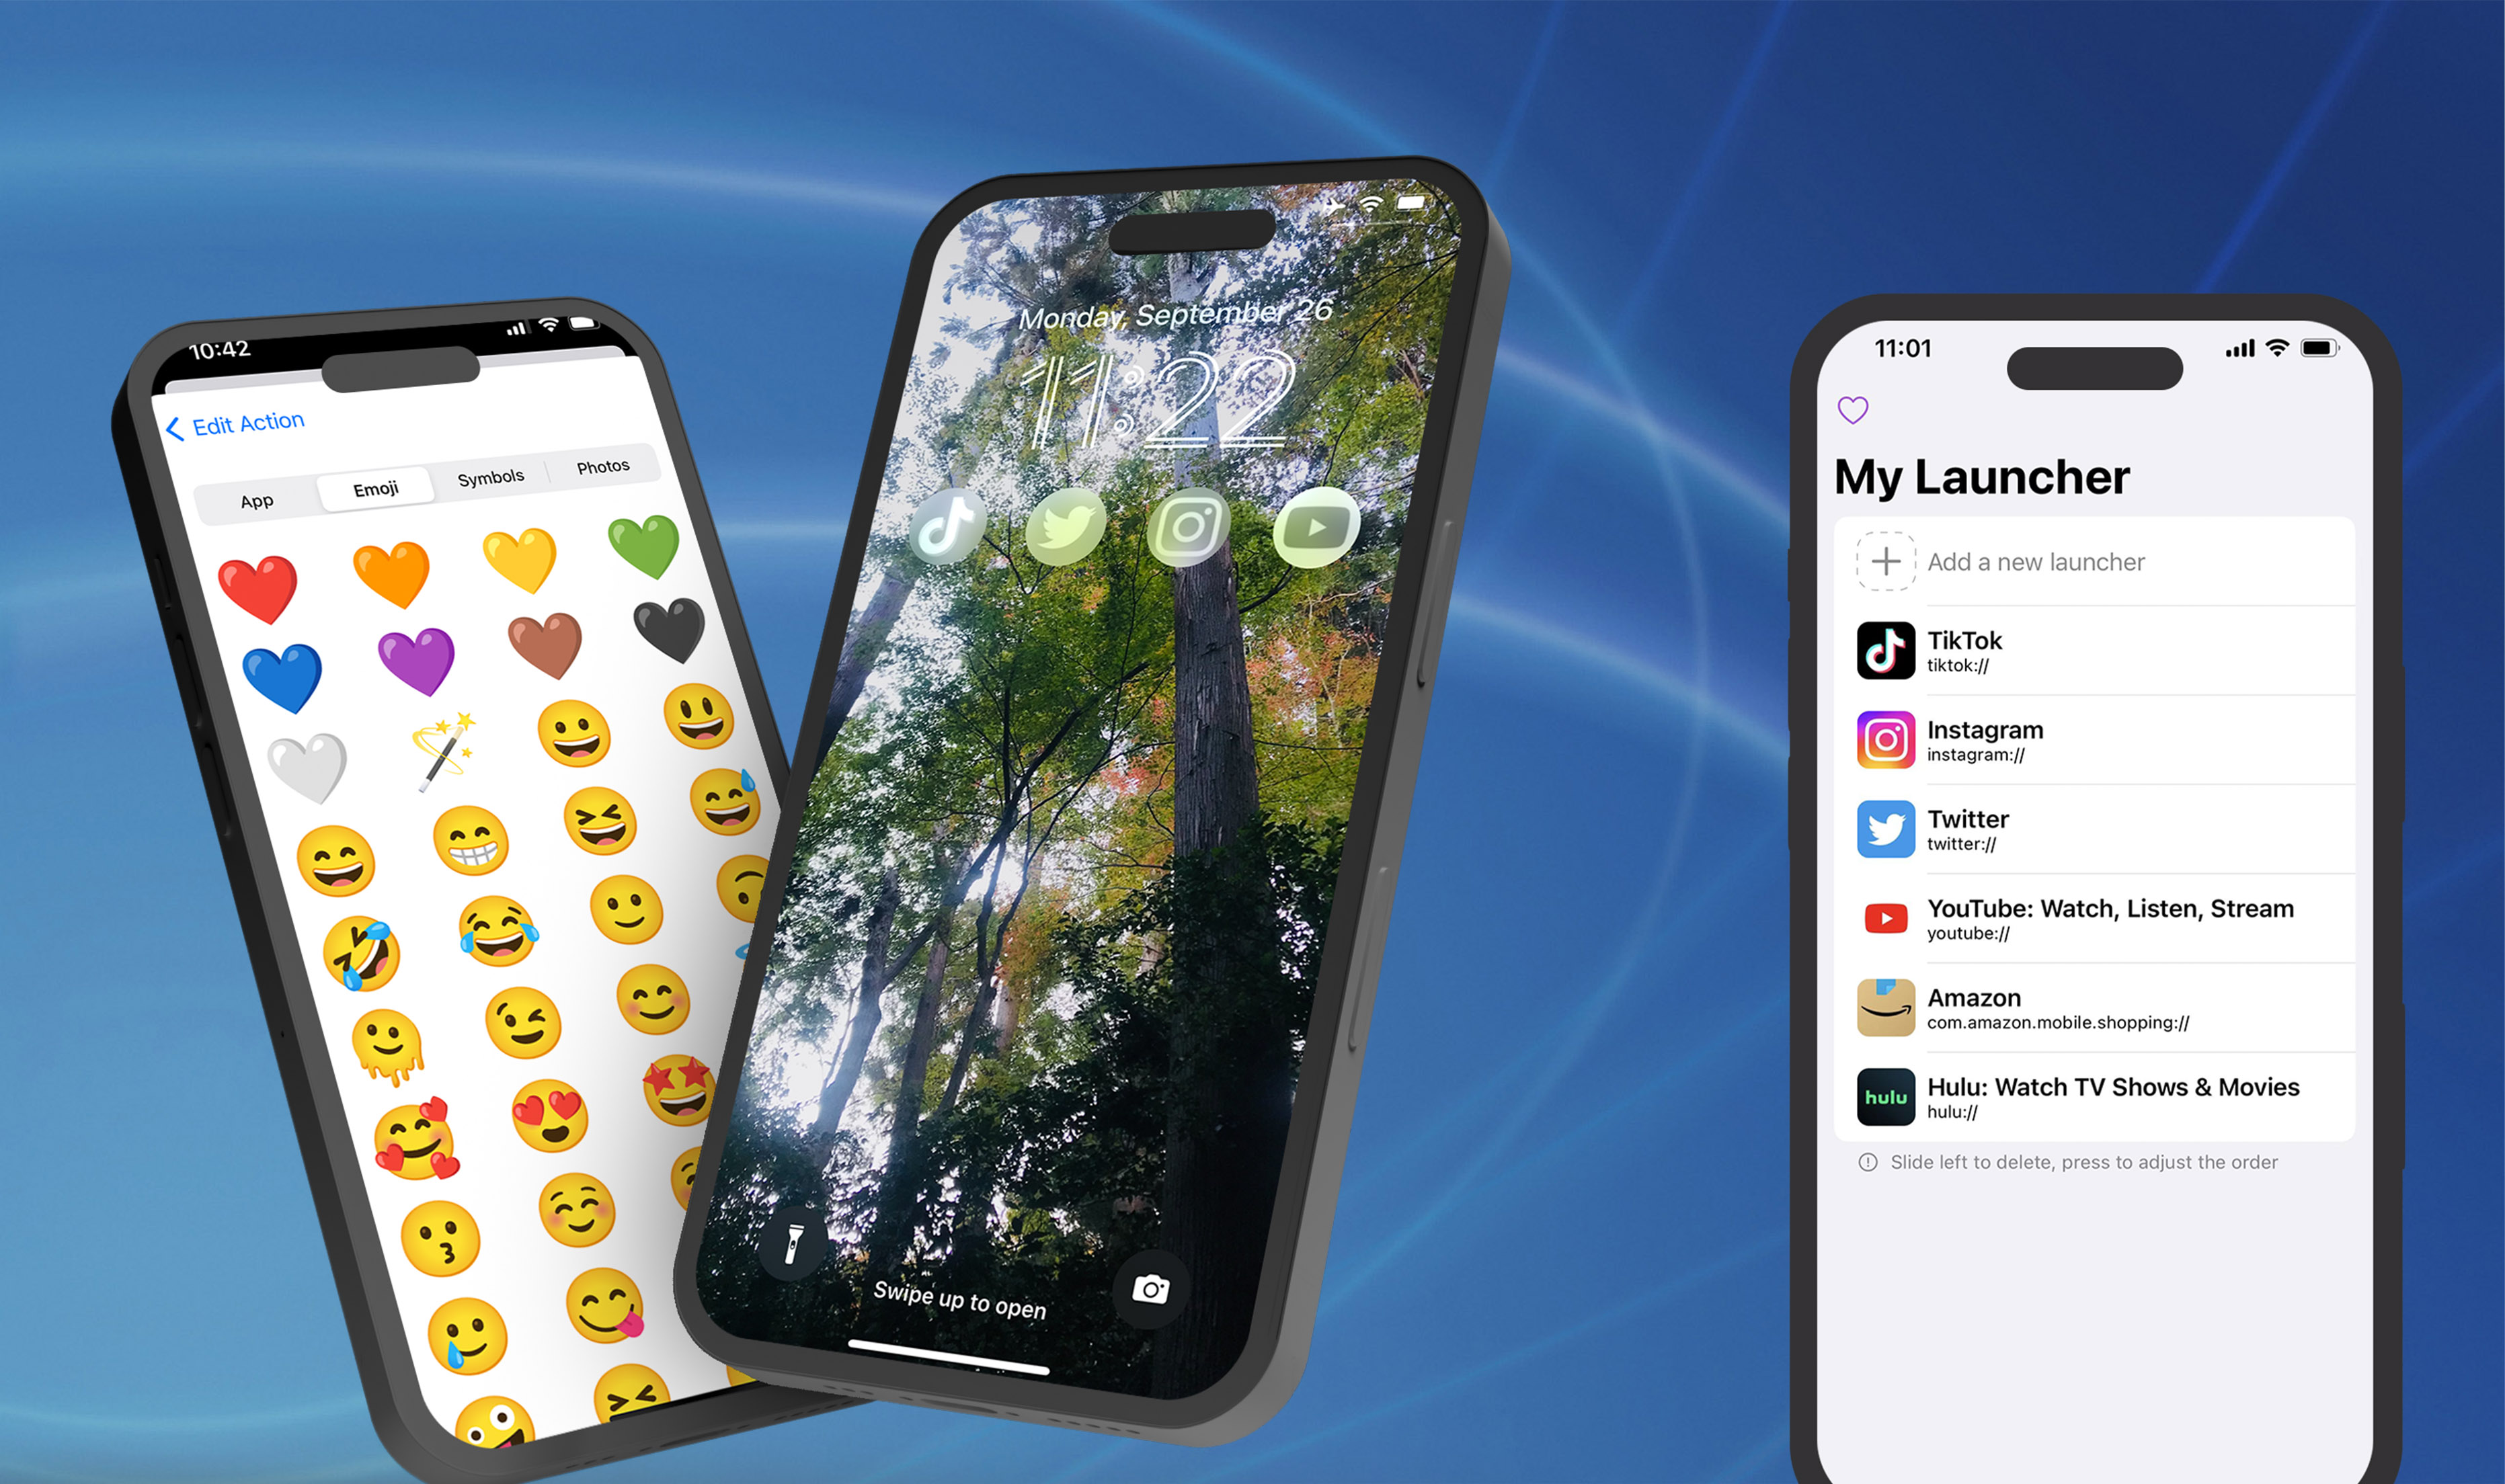 10:42
Edit Action
App
Emoji
Symbols
Photos
Monday, September 26
11:22
Swipe up to open
11:01
My Launcher
Add a new launcher
TikTok
tiktok://
Instagram
instagram://
Twitter
twitter://
YouTube: Watch, Listen, Stream
youtube://
Amazon
com.amazon.mobile.shopping://
hulu
Hulu: Watch TV Shows & Movies
hulu://
Slide left to delete, press to adjust the order